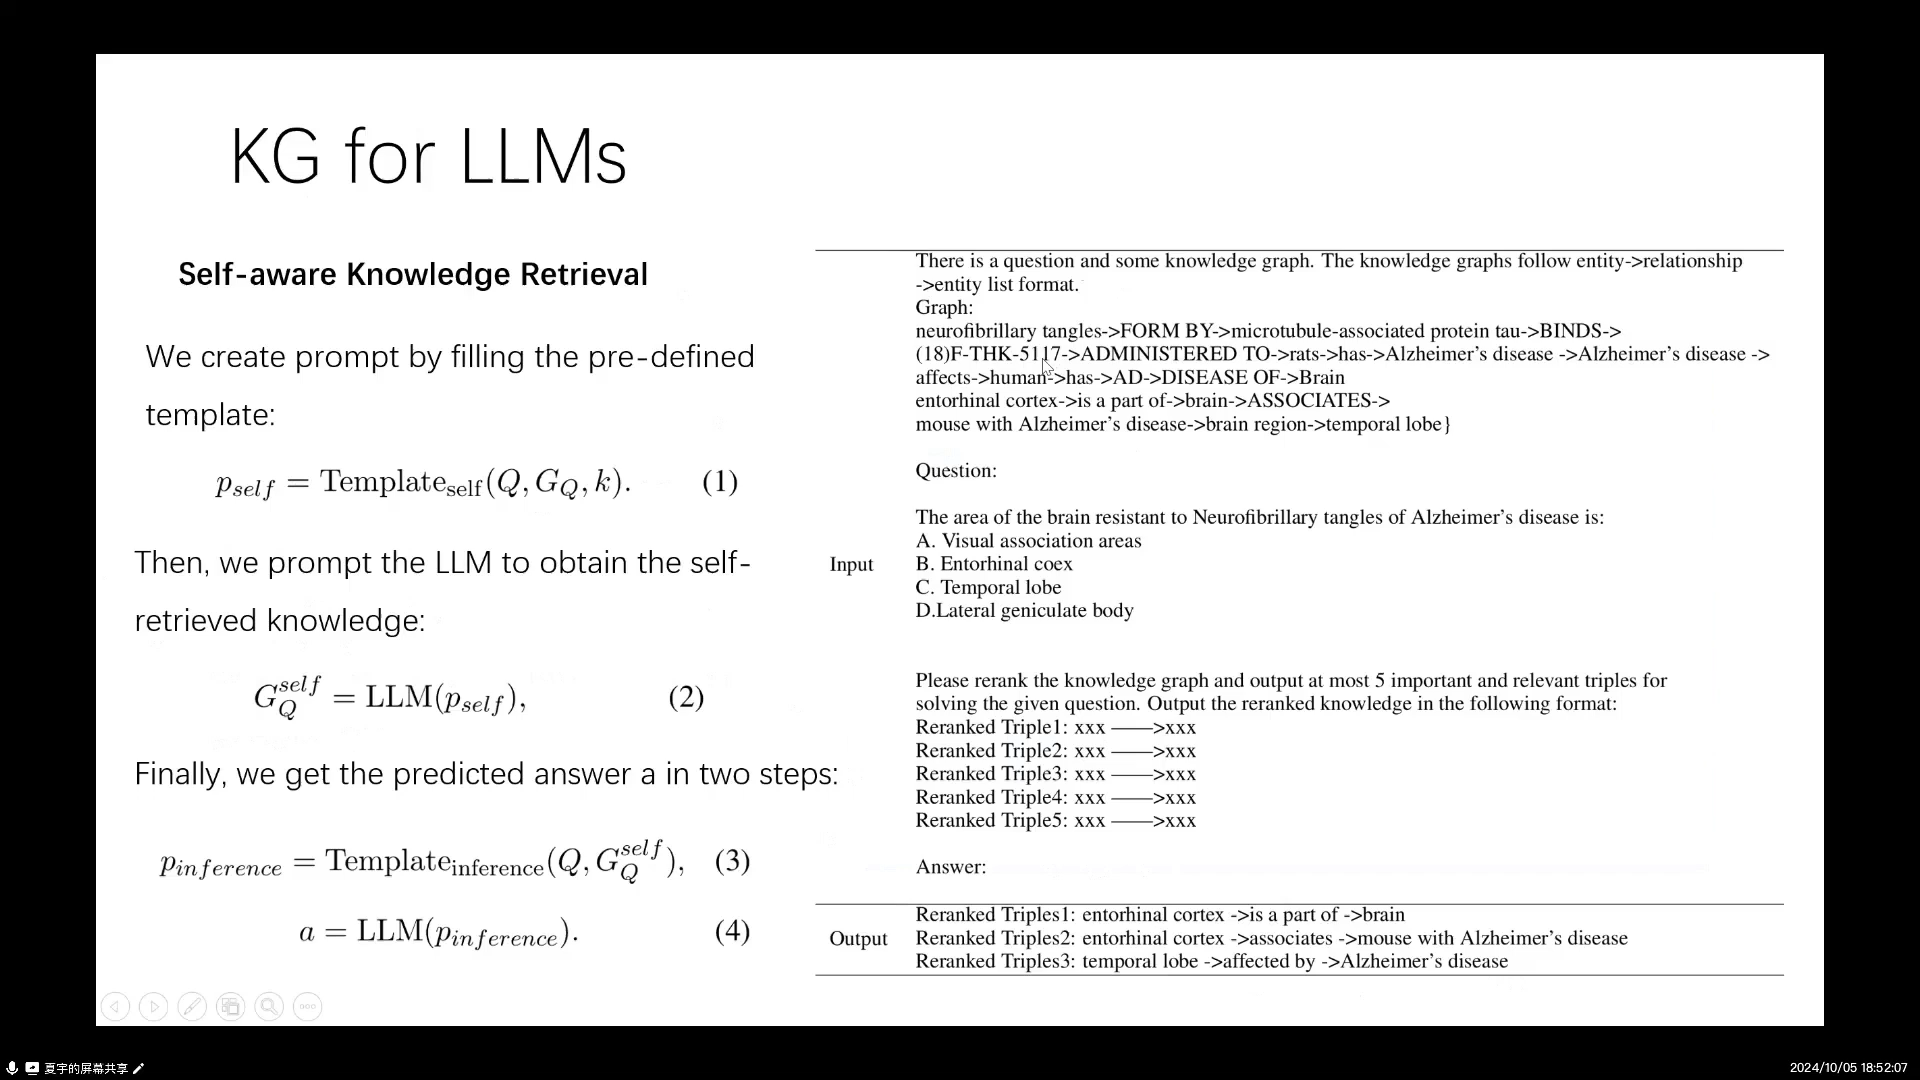 KG for LLMs
Self-aware Knowledge Retrieval
We create prompt by filling the pre-defined
template:
p_self = Template_self(Q, G_Q, k). (1)
Then, we prompt the LLM to obtain the self-
retrieved knowledge:
G_Q^self = LLM(p_self), (2)
Finally, we get the predicted answer a in two steps:
p_inference = Template_inference(Q, G_Q^self), (3)
a = LLM(p_inference). (4)
Input
There is a question and some knowledge graph. The knowledge graphs follow entity->relationship
->entity list format.
Graph:
neurofibrillary tangles->FORM BY->microtubule-associated protein tau->BINDS->
(18)F-THK-5117->ADMINISTERED TO->rats->has->Alzheimer's disease ->Alzheimer's disease ->
affects->human->has->AD->DISEASE OF->Brain
entorhinal cortex->is a part of->brain->ASSOCIATES->
mouse with Alzheimer's disease->brain region->temporal lobe}
Question:
The area of the brain resistant to Neurofibrillary tangles of Alzheimer's disease is:
A. Visual association areas
B. Entorhinal coex
C. Temporal lobe
D.Lateral geniculate body
Please rerank the knowledge graph and output at most 5 important and relevant triples for
solving the given question. Output the reranked knowledge in the following format:
Reranked Triple1: xxx ——>xxx
Reranked Triple2: xxx ——>xxx
Reranked Triple3: xxx ——>xxx
Reranked Triple4: xxx ——>xxx
Reranked Triple5: xxx ——>xxx
Answer:
Output
Reranked Triples1: entorhinal cortex ->is a part of ->brain
Reranked Triples2: entorhinal cortex ->associates ->mouse with Alzheimer's disease
Reranked Triples3: temporal lobe ->affected by ->Alzheimer's disease
夏宇的屏幕共享
2024/10/05 18:52:07